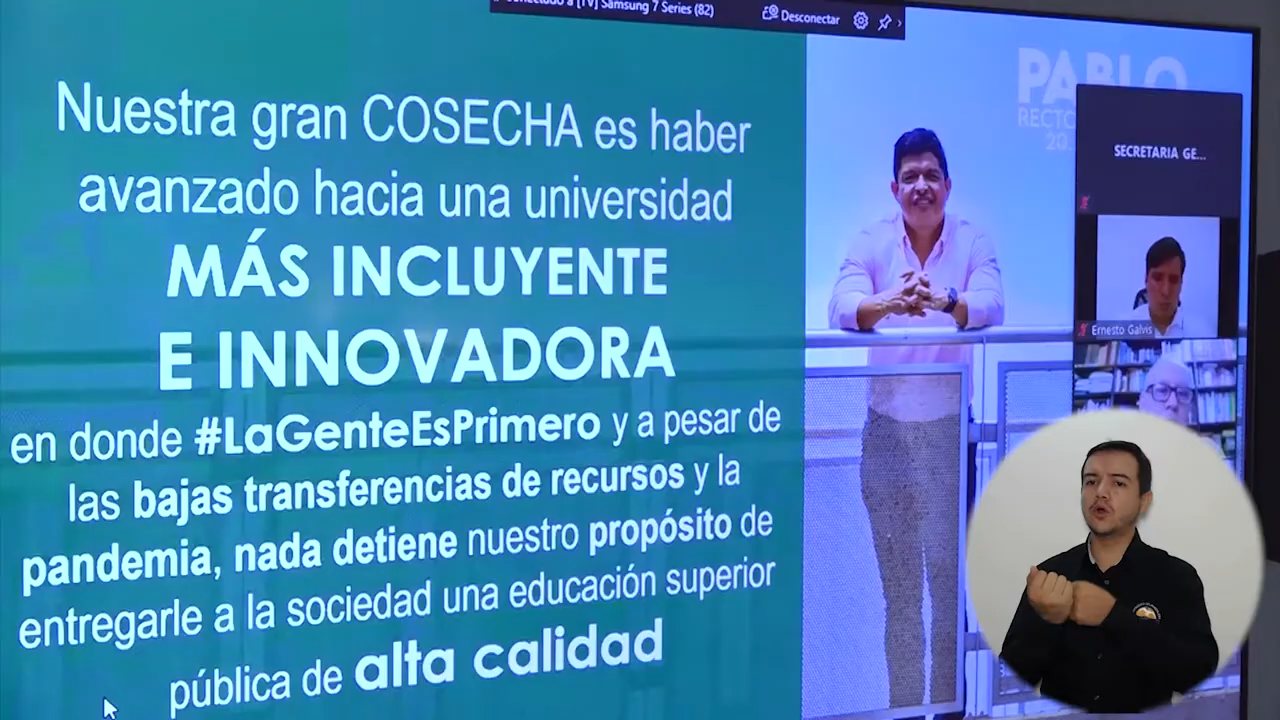 conectado a [TV] Samsung 7 Series (82)
Desconectar
Nuestra gran COSECHA es haber
avanzado hacia una universidad
MÁS INCLUYENTE
E INNOVADORA
en donde #LaGenteEsPrimero y a pesar de
las bajas transferencias de recursos y la
pandemia, nada detiene nuestro propósito de
entregarle a la sociedad una educación superior
pública de alta calidad
PABLO
SECRETARIA GE...
Ernesto Galvis